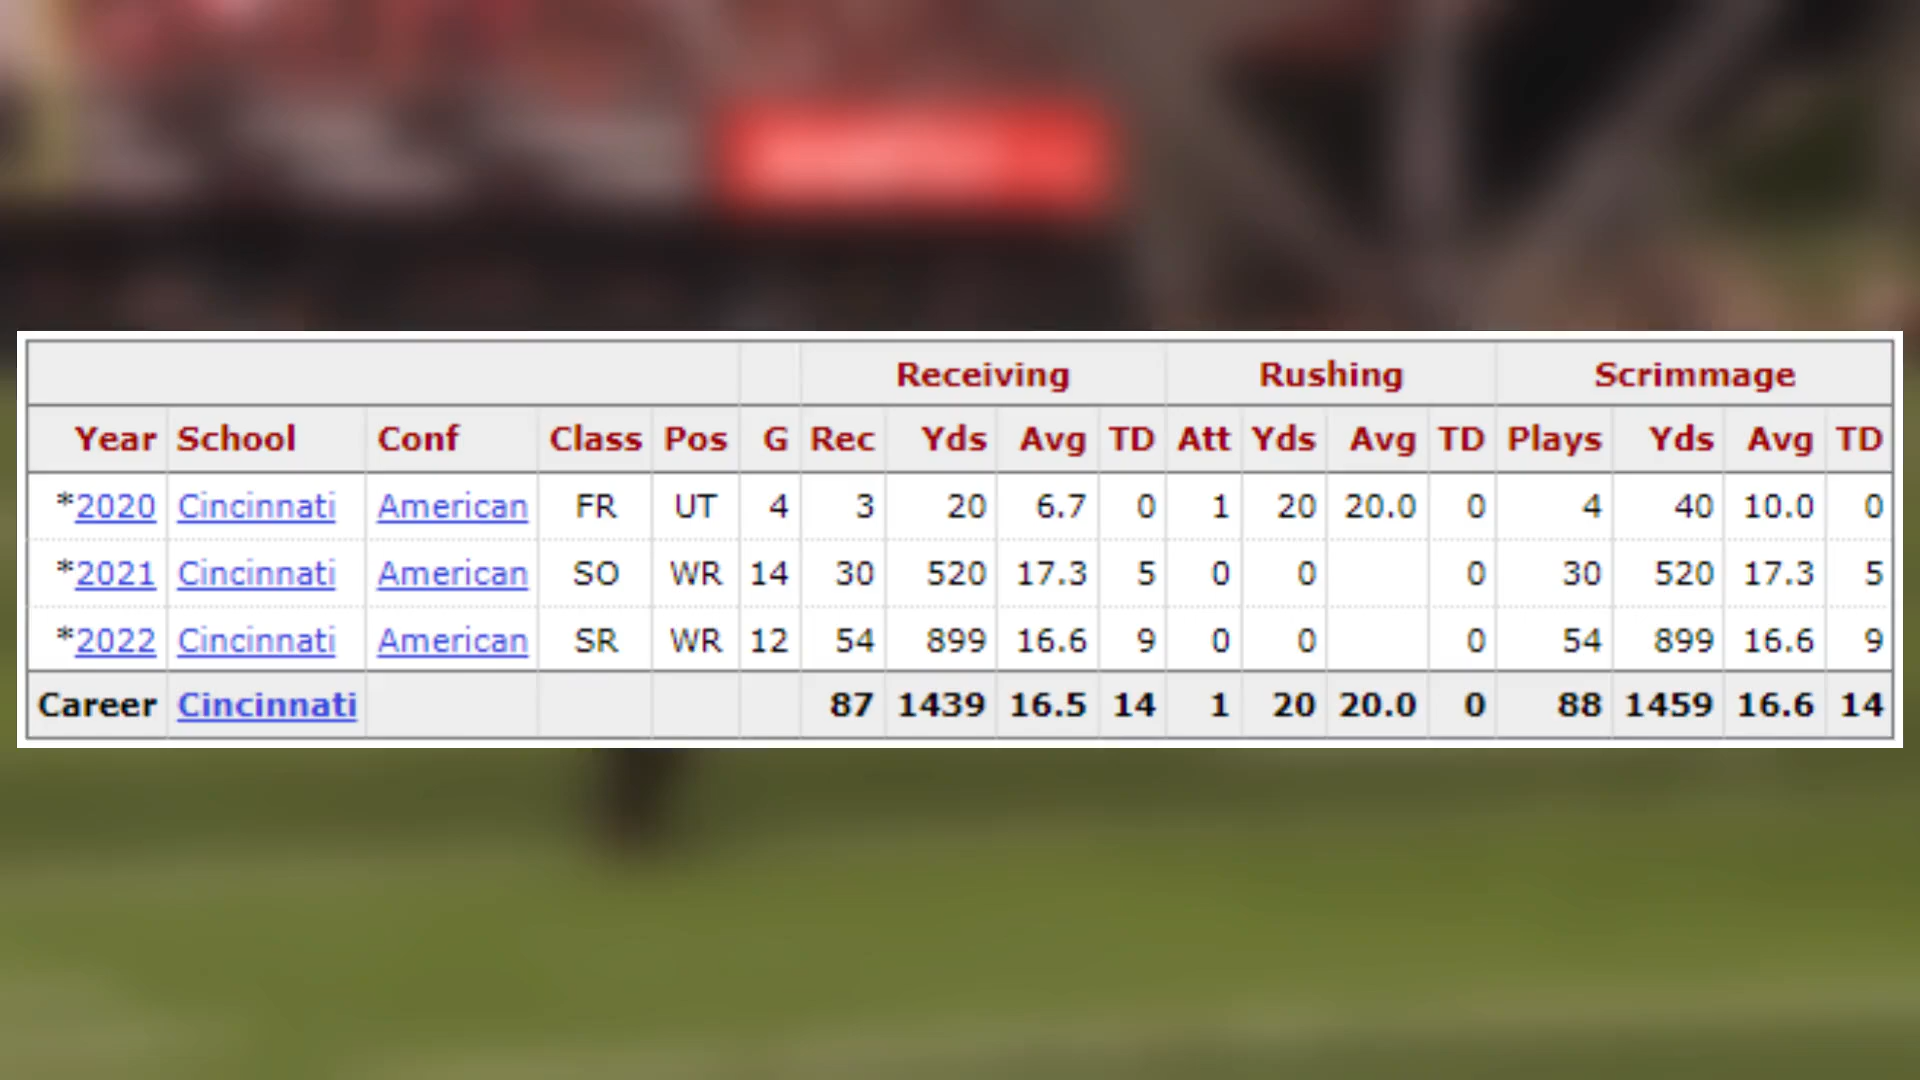 Receiving Rushing Scrimmage
Year School Conf Class Pos G Rec Yds Avg TD Att Yds Avg TD Plays Yds Avg TD
*2020 Cincinnati American FR UT 4 3 20 6.7 0 1 20 20.0 0 4 40 10.0 0
*2021 Cincinnati American SO WR 14 30 520 17.3 5 0 0 0 30 520 17.3 5
*2022 Cincinnati American SR WR 12 54 899 16.6 9 0 0 0 54 899 16.6 9
Career Cincinnati 87 1439 16.5 14 1 20 20.0 0 88 1459 16.6 14